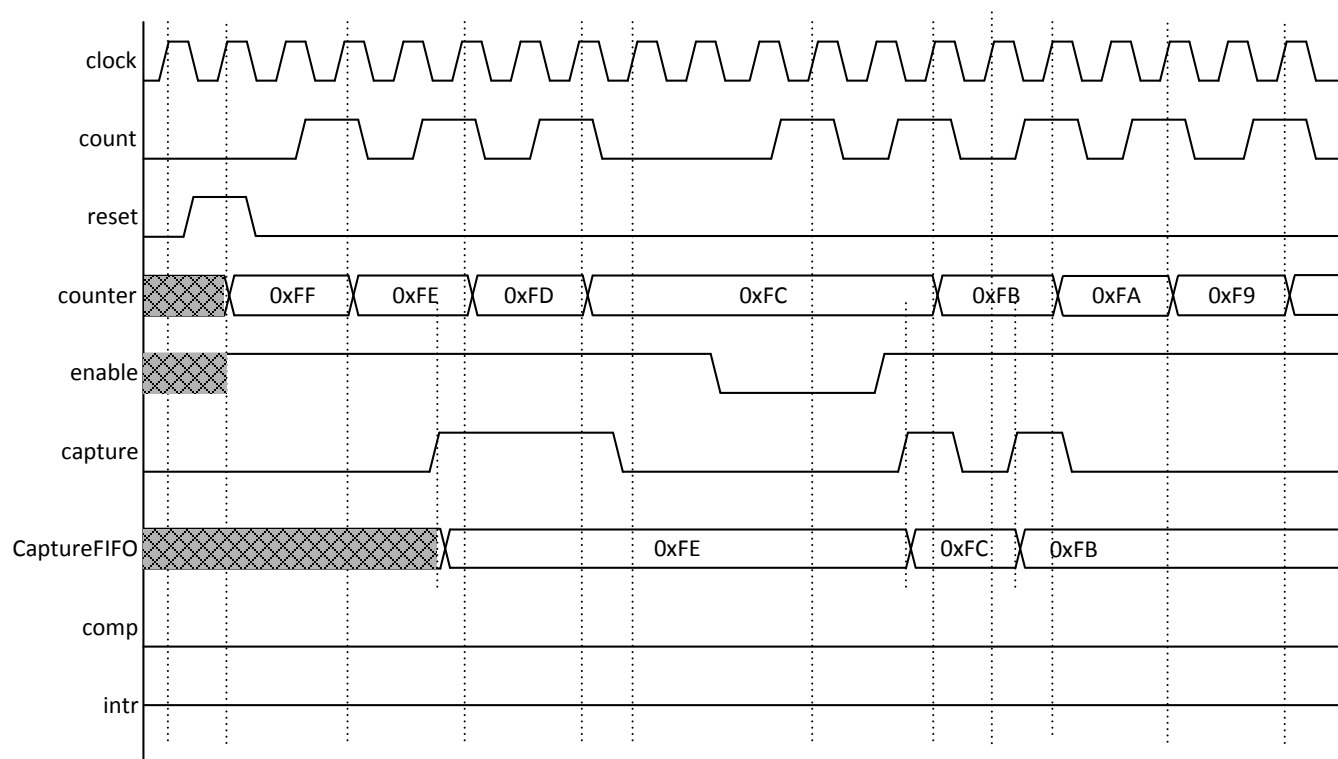 clock
count
reset
counter 0xFF 0xFE 0xFD 0xFC 0xFB 0xFA 0xF9
enable
capture
CaptureFIFO 0xFE 0xFC 0xFB
comp
intr